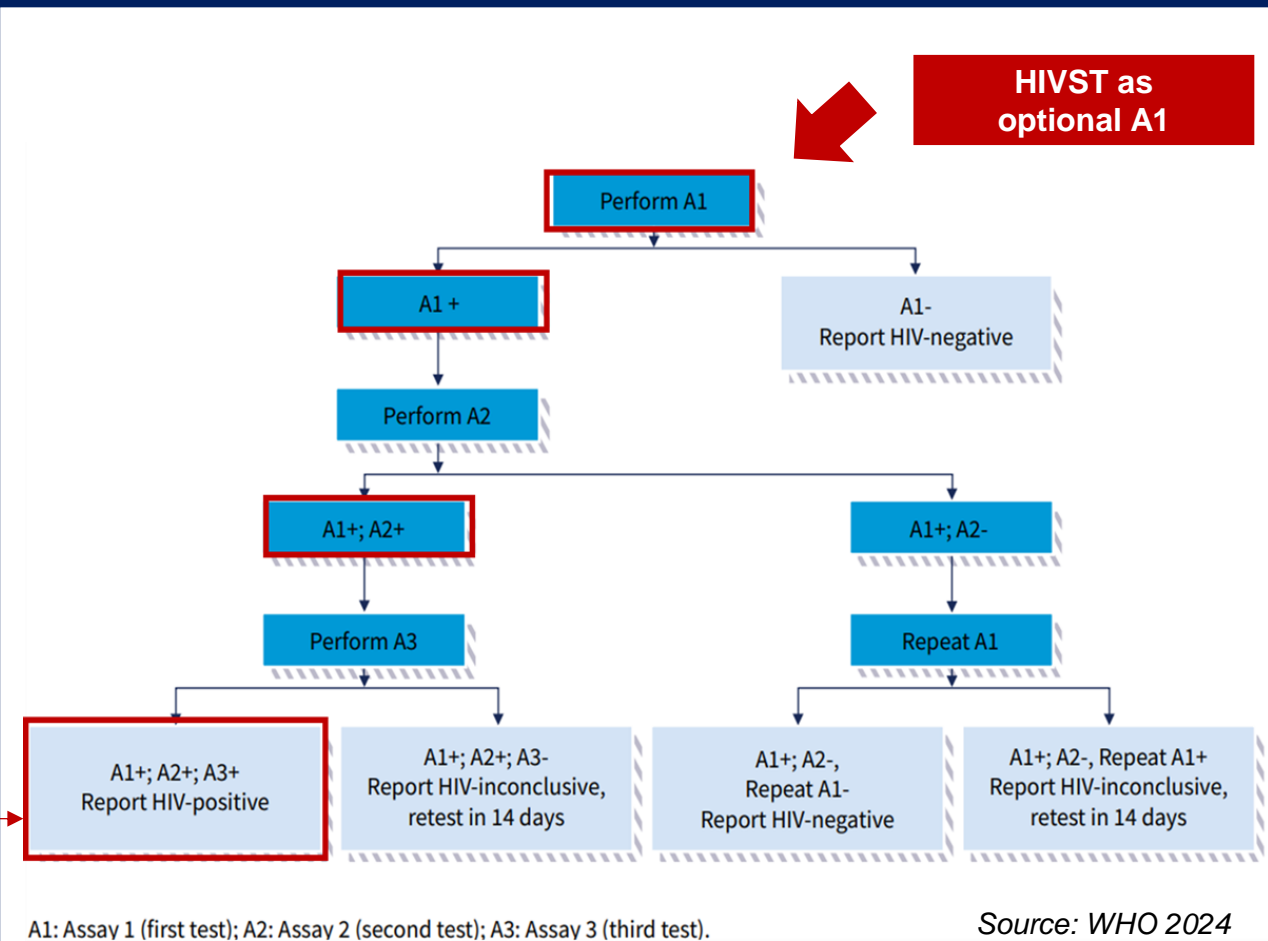 HIVST as
optional A1
Perform A1
A1 +
A1-
Report HIV-negative
Perform A2
A1+; A2+
A1+; A2-
Perform A3
Repeat A1
A1+; A2+; A3+
Report HIV-positive
A1+; A2+; A3-
Report HIV-inconclusive,
retest in 14 days
A1+; A2-,
Repeat A1-
Report HIV-negative
A1+; A2-, Repeat A1+
Report HIV-inconclusive,
retest in 14 days
A1: Assay 1 (first test); A2: Assay 2 (second test); A3: Assay 3 (third test).
Source: WHO 2024